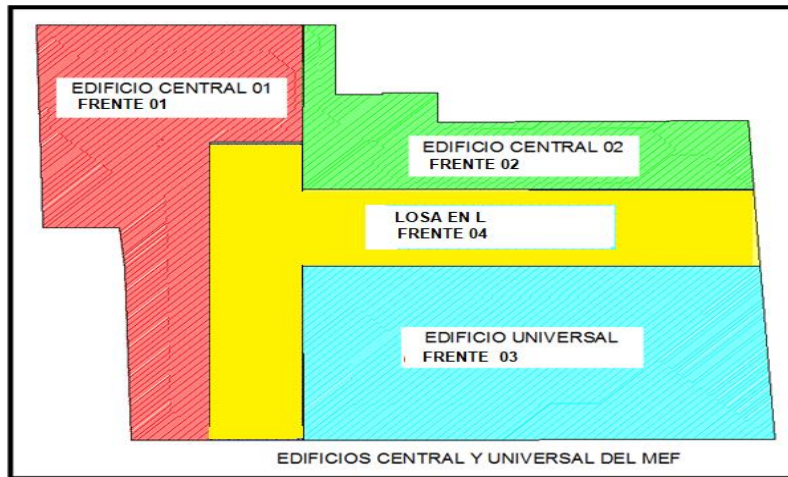 EDIFICIO CENTRAL 01
FRENTE 01
EDIFICIO CENTRAL 02
FRENTE 02
LOSA EN L
FRENTE 04
EDIFICIO UNIVERSAL
FRENTE 03
EDIFICIOS CENTRAL Y UNIVERSAL DEL MEF